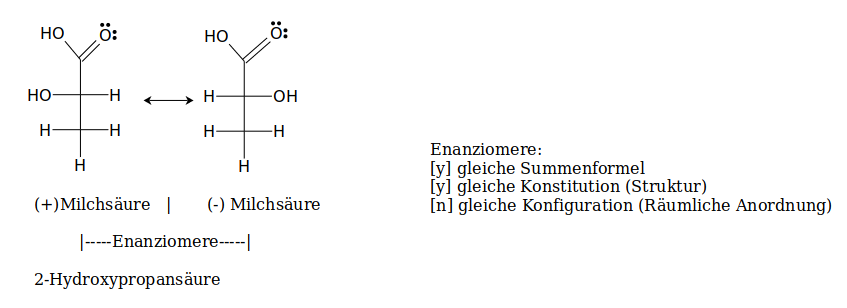 HO O HO O
HO H H OH
H H H H
H H
(+)Milchsäure | (-) Milchsäure
|-----Enanziomere-----|
2-Hydroxypropansäure
Enanziomere:
[y] gleiche Summenformel
[y] gleiche Konstitution (Struktur)
[n] gleiche Konfiguration (Räumliche Anordnung)